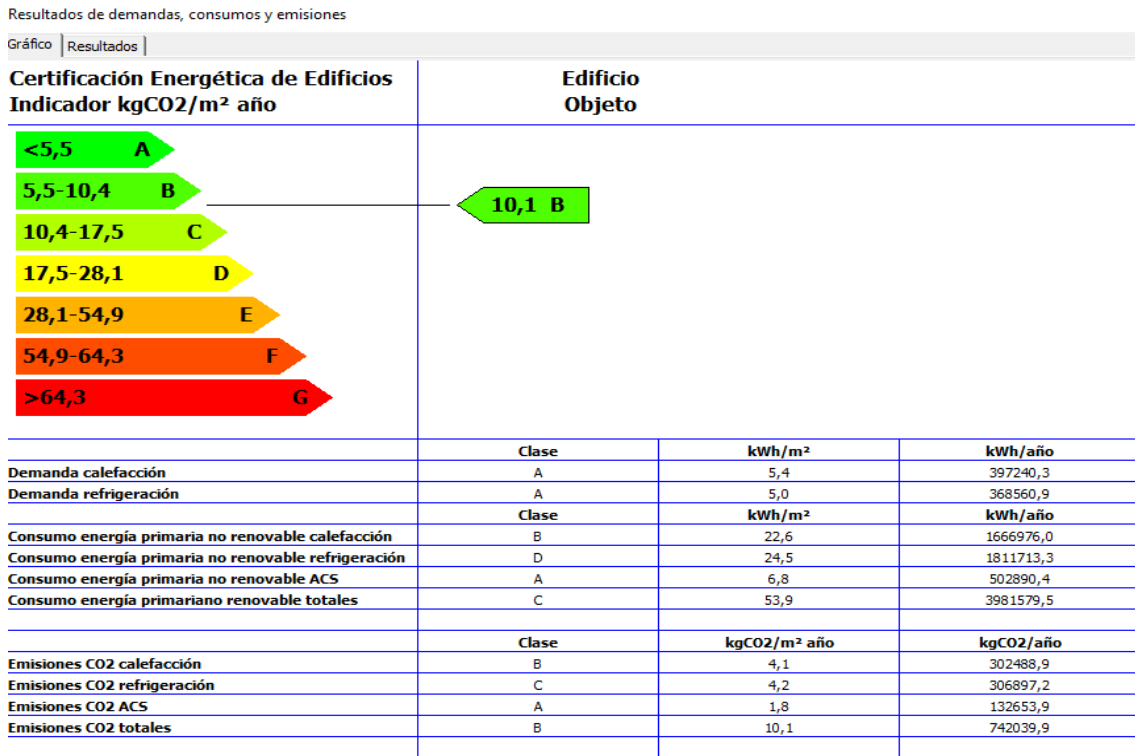 Resultados de demandas, consumos y emisiones
Gráfico Resultados
Certificación Energética de Edificios Edificio
Indicador kgCO2/m² año Objeto
<5,5 A
5,5-10,4 B
10,1 B
10,4-17,5 C
17,5-28,1 D
28,1-54,9 E
54,9-64,3 F
>64,3 G
Clase kWh/m² kWh/año
Demanda calefacción A 5,4 397240,3
Demanda refrigeración A 5,0 368560,9
Clase kWh/m² kWh/año
Consumo energía primaria no renovable calefacción B 22,6 1666976,0
Consumo energía primaria no renovable refrigeración D 24,5 1811713,3
Consumo energía primaria no renovable ACS A 6,8 502890,4
Consumo energía primariano renovable totales C 53,9 3981579,5
Clase kgCO2/m² año kgCO2/año
Emisiones CO2 calefacción B 4,1 302488,9
Emisiones CO2 refrigeración C 4,2 306897,2
Emisiones CO2 ACS A 1,8 132653,9
Emisiones CO2 totales B 10,1 742039,9